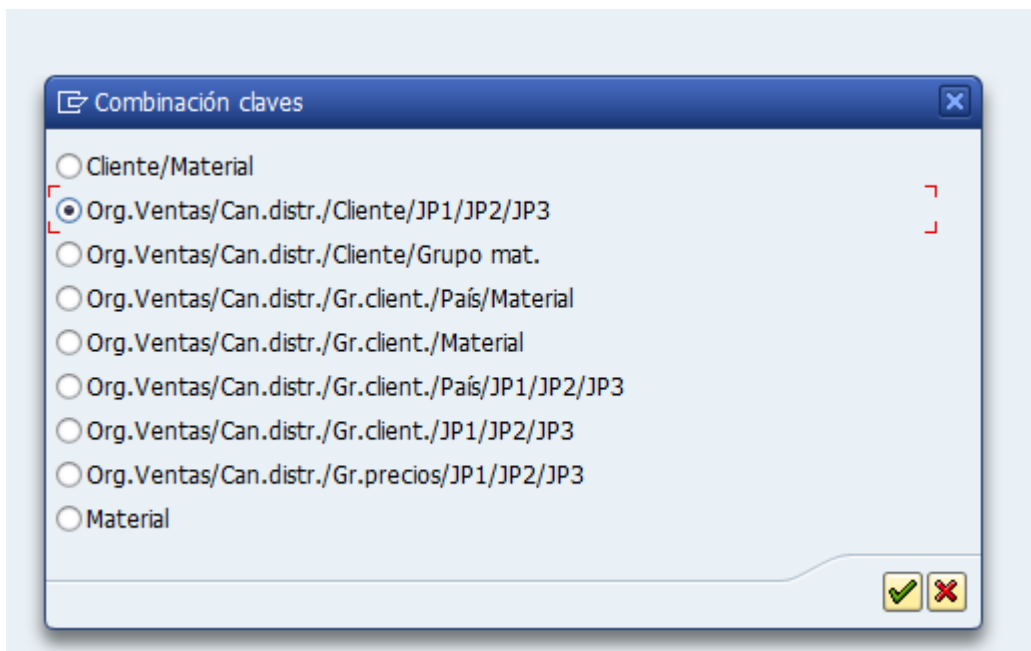 Combinación claves
Cliente/Material
Org.Ventas/Can.distr./Cliente/JP1/JP2/JP3
Org.Ventas/Can.distr./Cliente/Grupo mat.
Org.Ventas/Can.distr./Gr.client./País/Material
Org.Ventas/Can.distr./Gr.client./Material
Org.Ventas/Can.distr./Gr.client./País/JP1/JP2/JP3
Org.Ventas/Can.distr./Gr.client./JP1/JP2/JP3
Org.Ventas/Can.distr./Gr.precios/JP1/JP2/JP3
Material